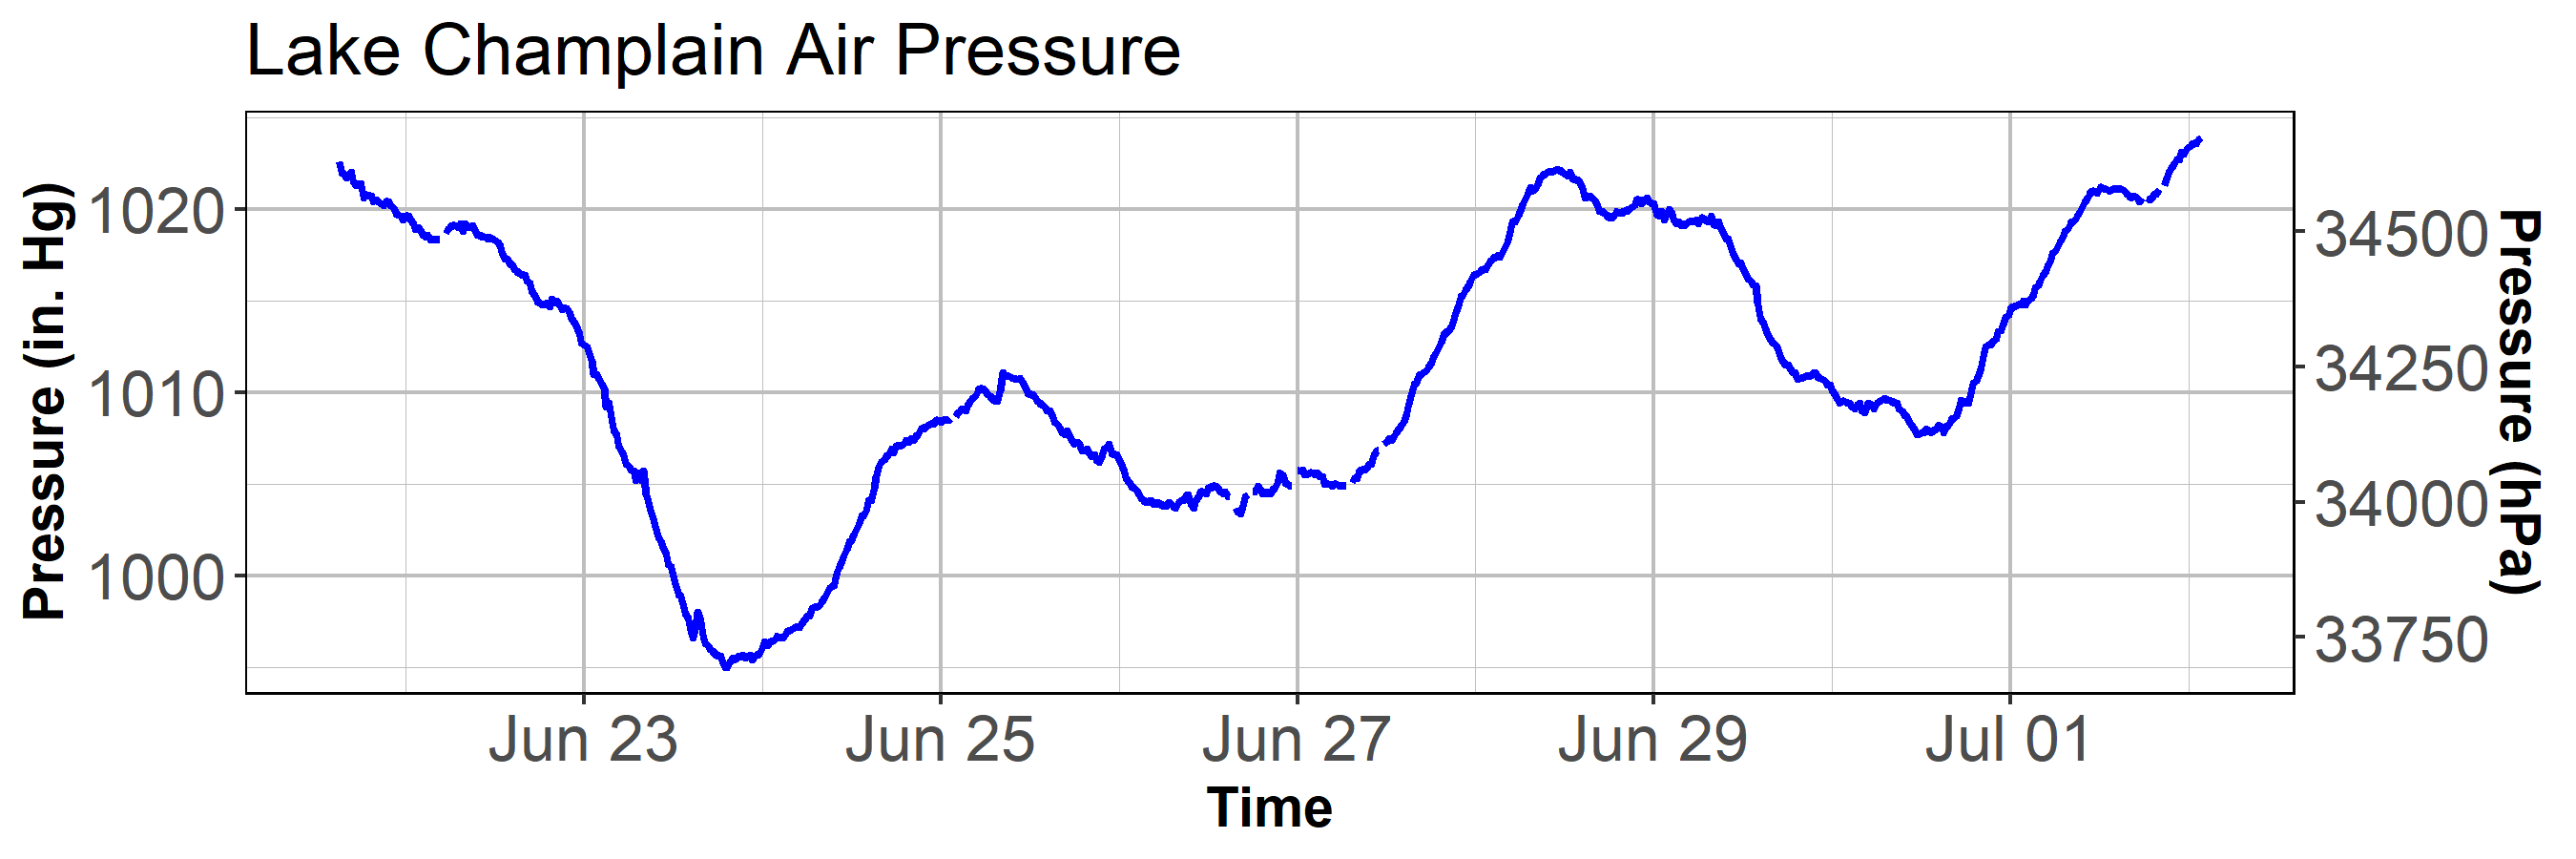 Lake Champlain Air Pressure
Pressure (in. Hg)
1020
1010
1000
34500
34250
34000
33750
Pressure (hPa)
Jun 23
Jun 25
Jun 27
Jun 29
Jul 01
Time